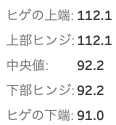 ヒゲの上端: 112.1
上部ヒンジ: 112.1
中央値: 92.2
下部ヒンジ: 92.2
ヒゲの下端: 91.0